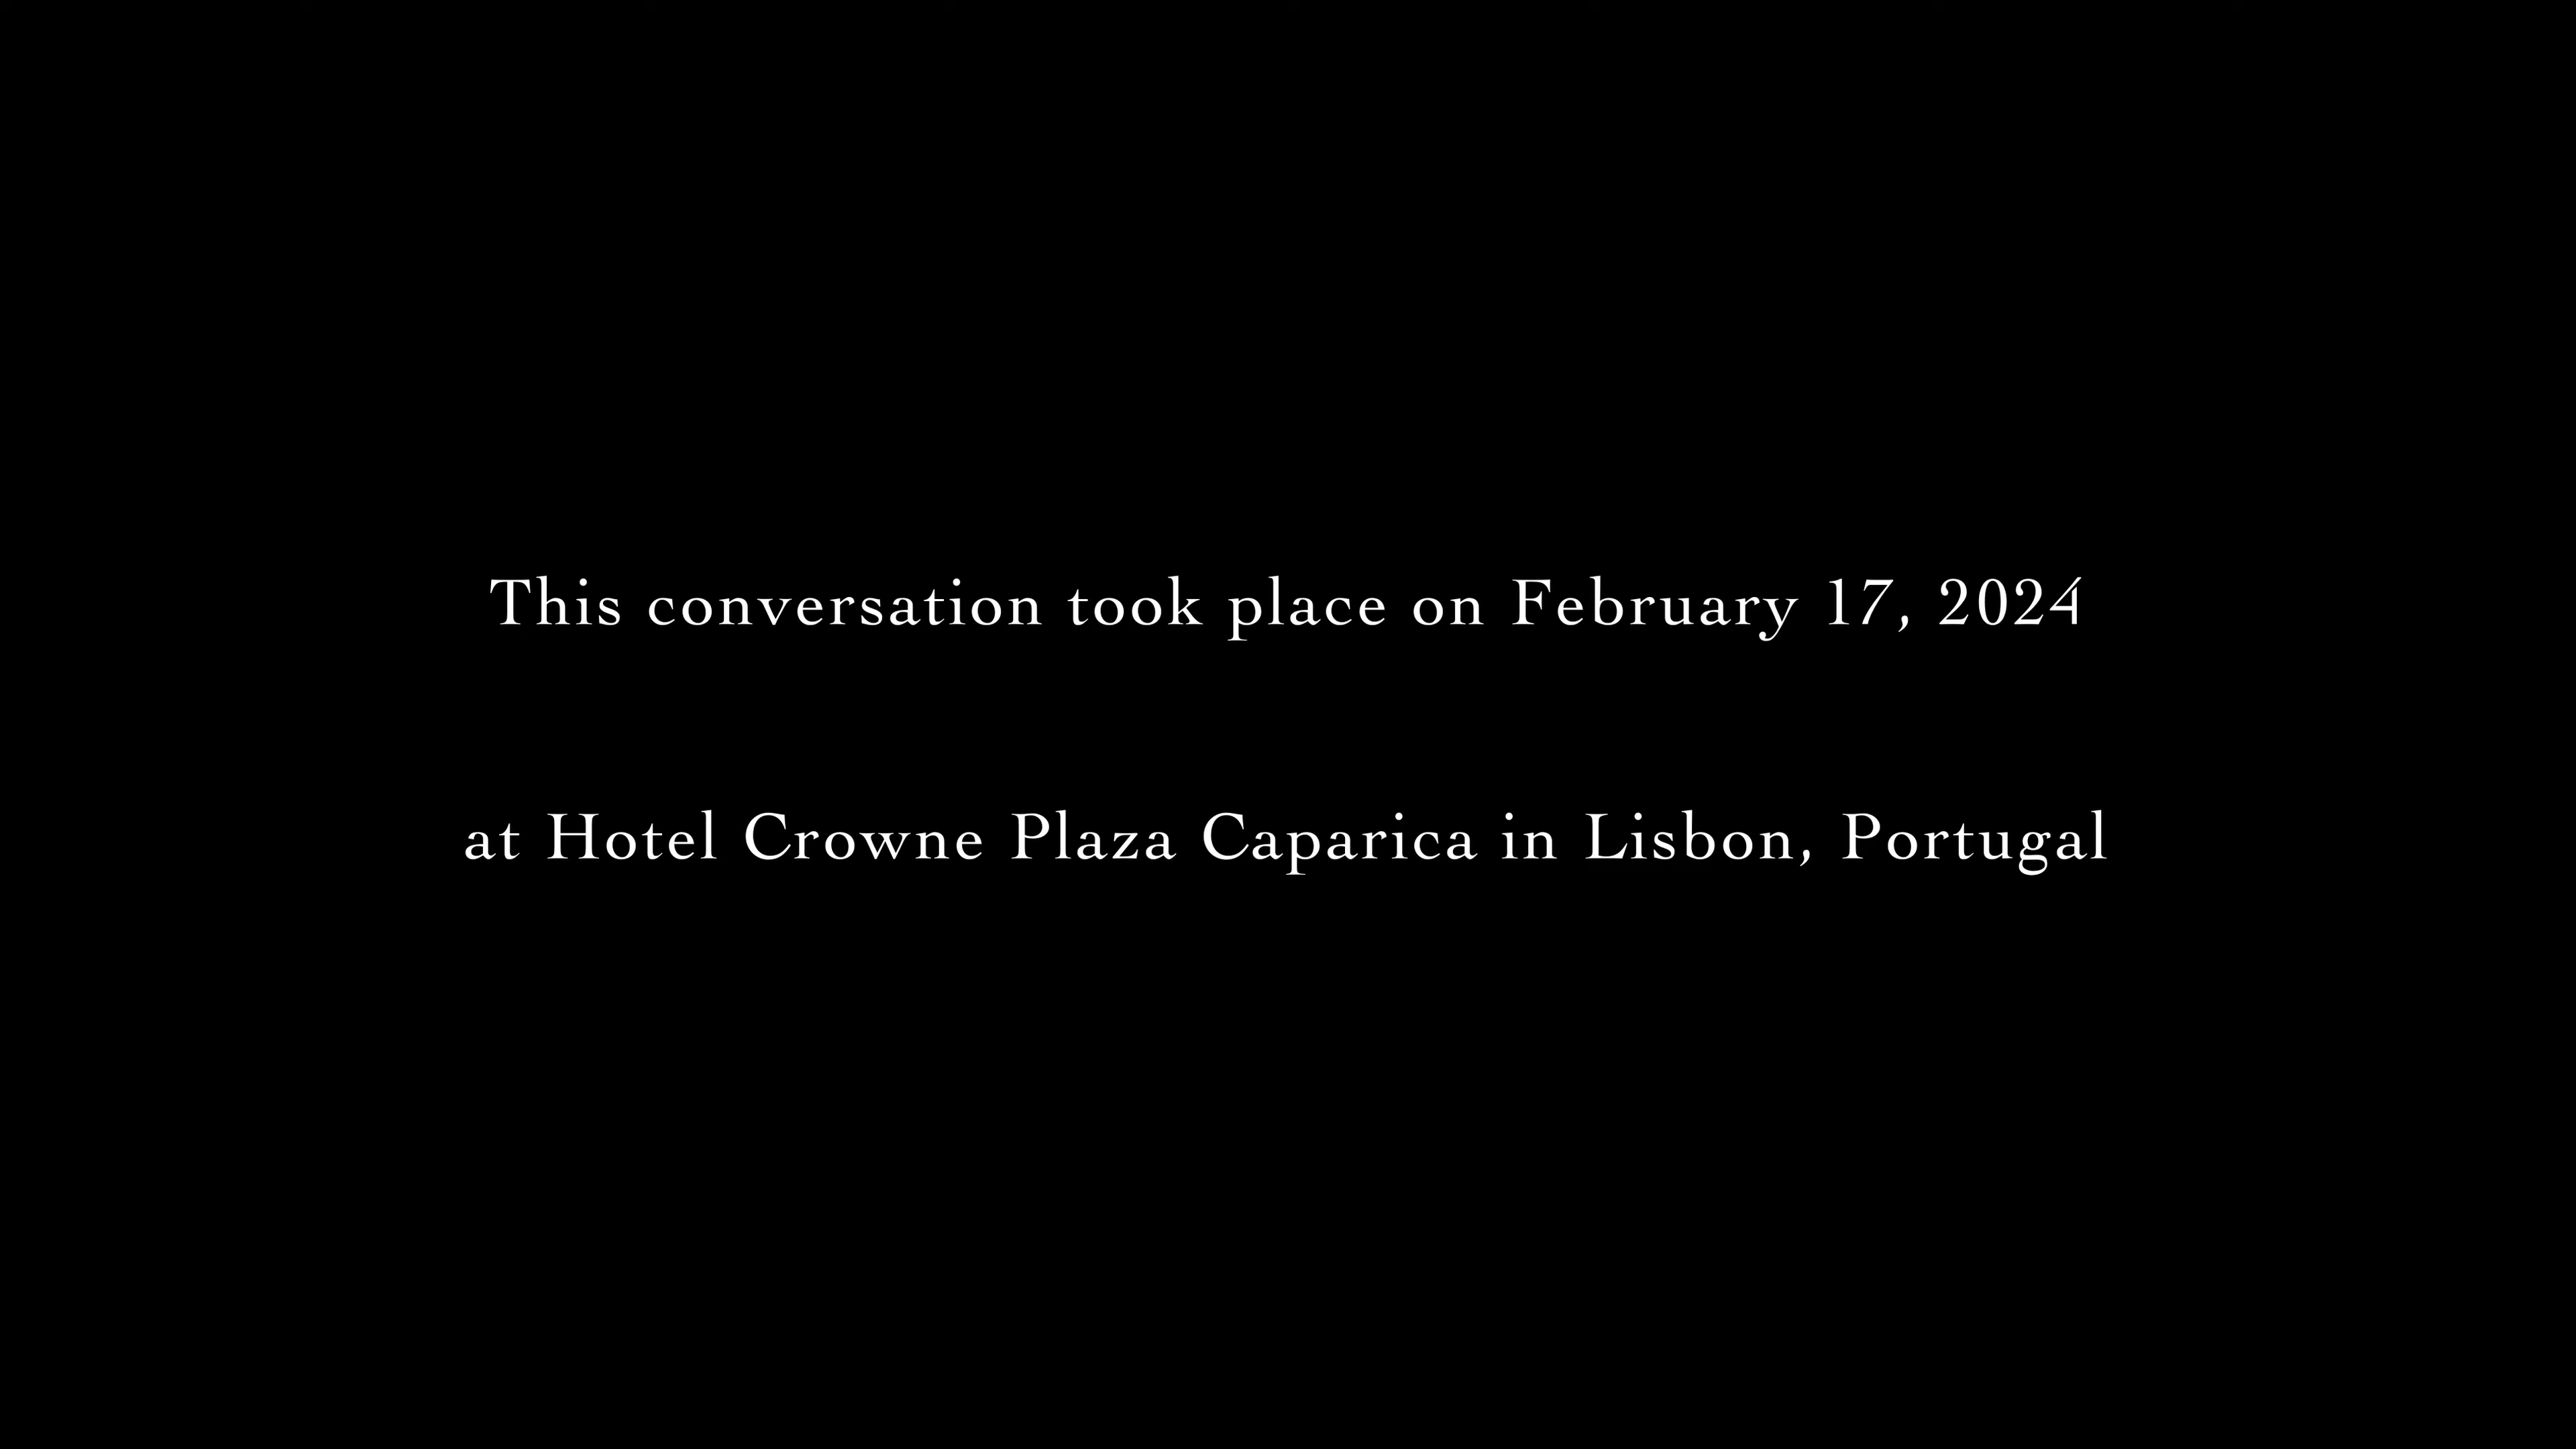 This conversation took place on February 17, 2024
at Hotel Crowne Plaza Caparica in Lisbon, Portugal